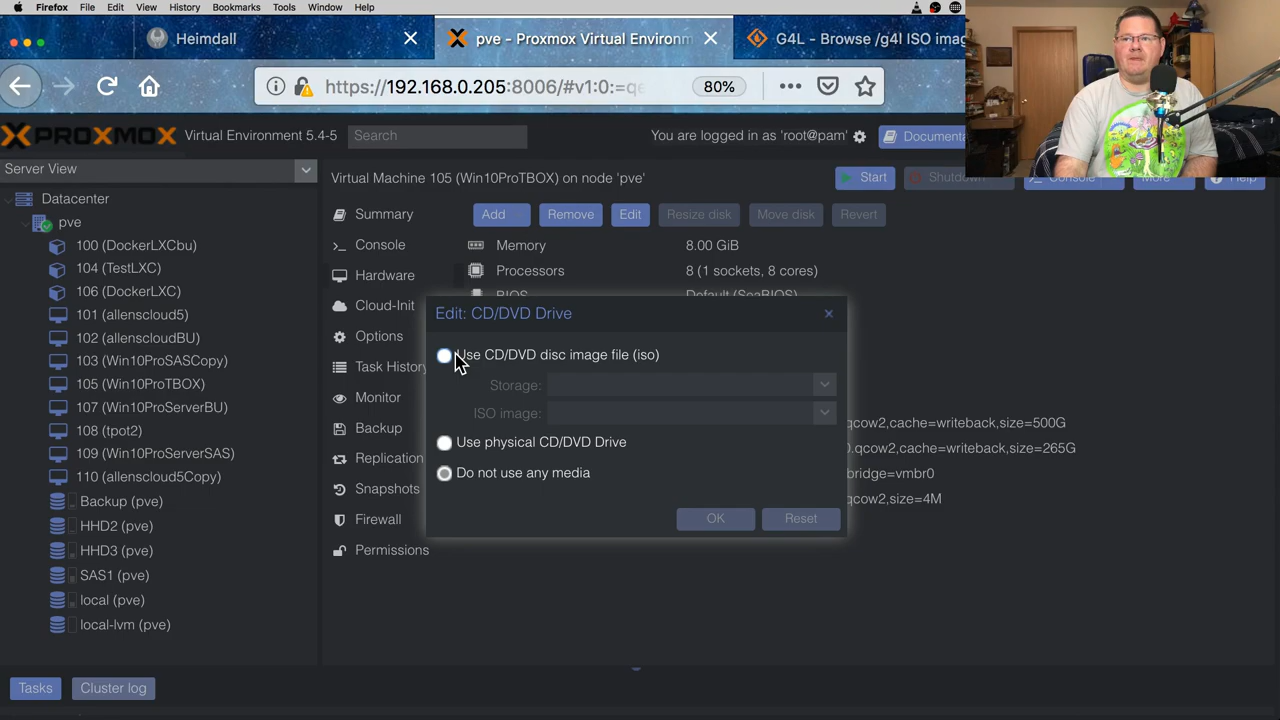 Firefox File Edit View History Bookmarks Tools Window Help
Heimdall
pve - Proxmox Virtual Environm
G4L - Browse /g4l ISO imag
https://192.168.0.205:8006/#v1:0:=qe
80%
PROXMOX Virtual Environment 5.4-5 Search You are logged in as 'root@pam' Documenta
Server View
Virtual Machine 105 (Win10ProTBOX) on node 'pve' Start Shutdown Console More Help
Datacenter
pve
100 (DockerLXCbu)
104 (TestLXC)
106 (DockerLXC)
101 (allenscloud5)
102 (allenscloudBU)
103 (Win10ProSASCopy)
105 (Win10ProTBOX)
107 (Win10ProServerBU)
108 (tpot2)
109 (Win10ProServerSAS)
110 (allenscloud5Copy)
Backup (pve)
HHD2 (pve)
HHD3 (pve)
SAS1 (pve)
local (pve)
local-lvm (pve)
Summary
Console
Hardware
Cloud-Init
Options
Task History
Monitor
Backup
Replication
Snapshots
Firewall
Permissions
Add Remove Edit Resize disk Move disk Revert
Memory 8.00 GiB
Processors 8 (1 sockets, 8 cores)
BIOS Default (SeaBIOS)
Edit: CD/DVD Drive
Use CD/DVD disc image file (iso)
Storage:
ISO image:
Use physical CD/DVD Drive
Do not use any media
OK Reset
qcow2,cache=writeback,size=500G
.qcow2,cache=writeback,size=265G
bridge=vmbr0
qcow2,size=4M
Tasks Cluster log